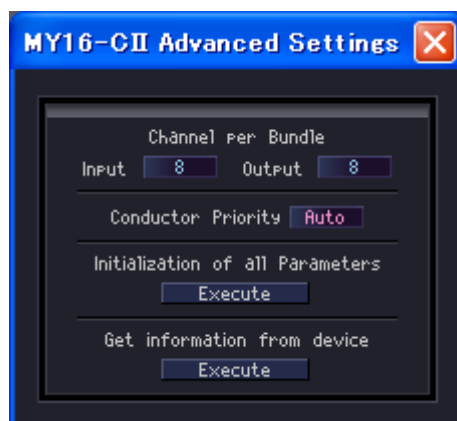 MY16-CII Advanced Settings
Channel per Bundle
Input 8 Output 8
Conductor Priority Auto
Initialization of all Parameters
Execute
Get information from device
Execute